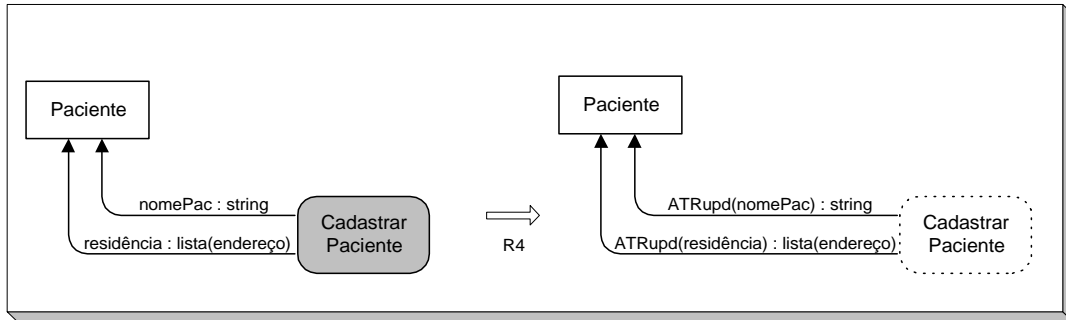 Paciente
nomePac : string
residência : lista(endereço)
Cadastrar
Paciente
R4
Paciente
ATRupd(nomePac) : string
ATRupd(residência) : lista(endereço)
Cadastrar
Paciente